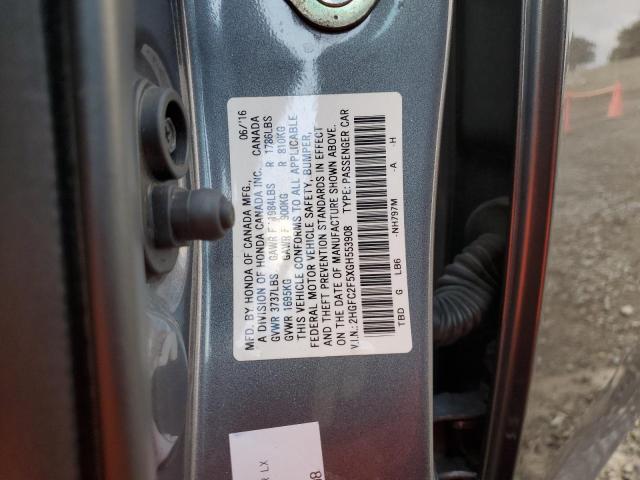 MFD. BY HONDA OF CANADA MFG., 06/'16
A DIVISION OF HONDA CANADA INC. CANADA
GVWR 3737LBS GAWR F 1984LBS R 1786LBS
GVWR 1695KG GAWR F 900KG R 810KG
THIS VEHICLE CONFORMS TO ALL APPLICABLE
FEDERAL MOTOR VEHICLE SAFETY, BUMPER,
AND THEFT PREVENTION STANDARDS IN EFFECT
ON THE DATE OF MANUFACTURE SHOWN ABOVE.
V.I.N.: 2HGFC2F5XGH553908 TYPE: PASSENGER CAR
TBD G LB6 -NH797M -A -H
LX